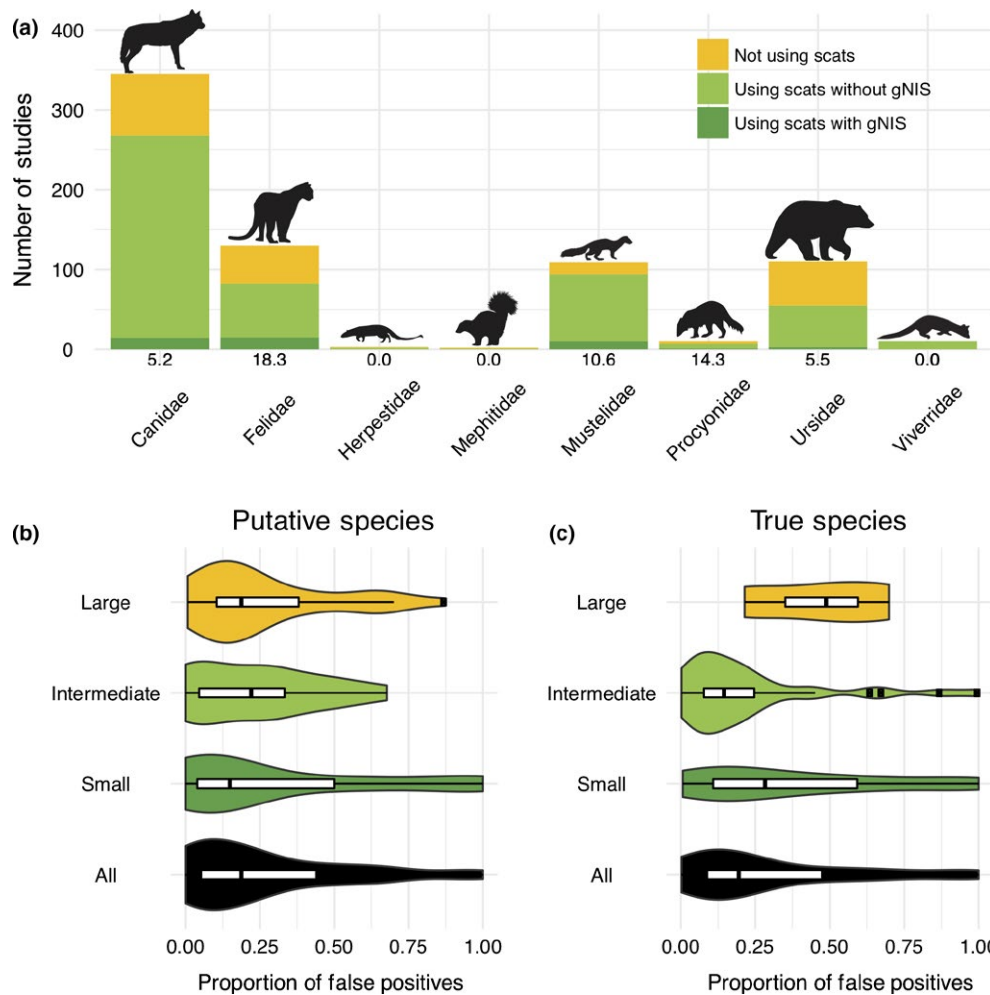 (a)
Number of studies
400
300
200
100
0
Not using scats
Using scats without gNIS
Using scats with gNIS
5.2 18.3 0.0 0.0 10.6 14.3 5.5 0.0
Canidae Felidae Herpestidae Mephitidae Mustelidae Procyonidae Ursidae Viverridae
(b)
Putative species
Large
Intermediate
Small
All
0.00 0.25 0.50 0.75 1.00
Proportion of false positives
(c)
True species
Large
Intermediate
Small
All
0.00 0.25 0.50 0.75 1.00
Proportion of false positives